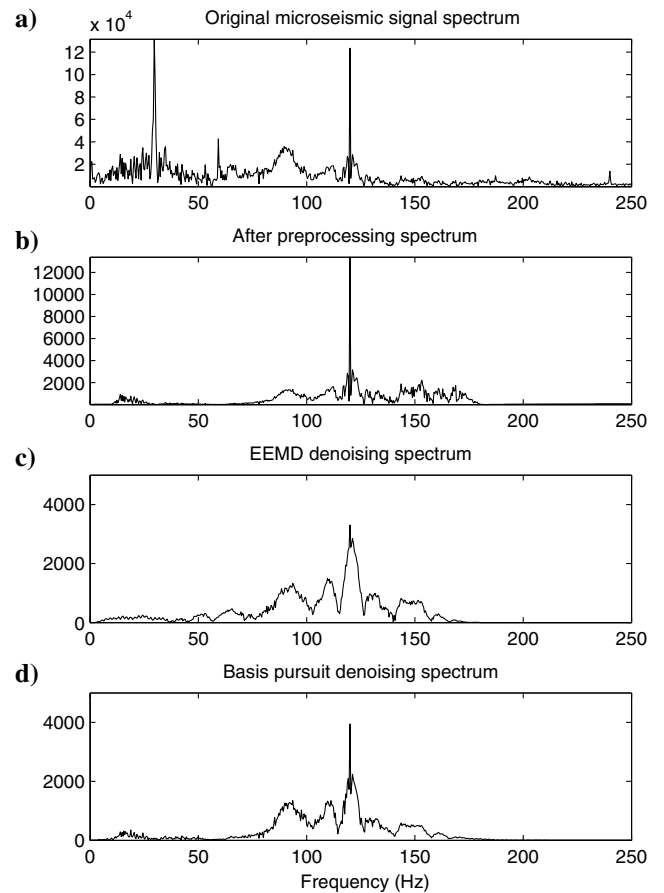 a) Original microseismic signal spectrum
x 10^4
12
10
8
6
4
2
0 50 100 150 200 250
b) After preprocessing spectrum
12000
10000
8000
6000
4000
2000
0 50 100 150 200 250
c) EEMD denoising spectrum
4000
2000
0
0 50 100 150 200 250
d) Basis pursuit denoising spectrum
4000
2000
0
0 50 100 150 200 250
Frequency (Hz)